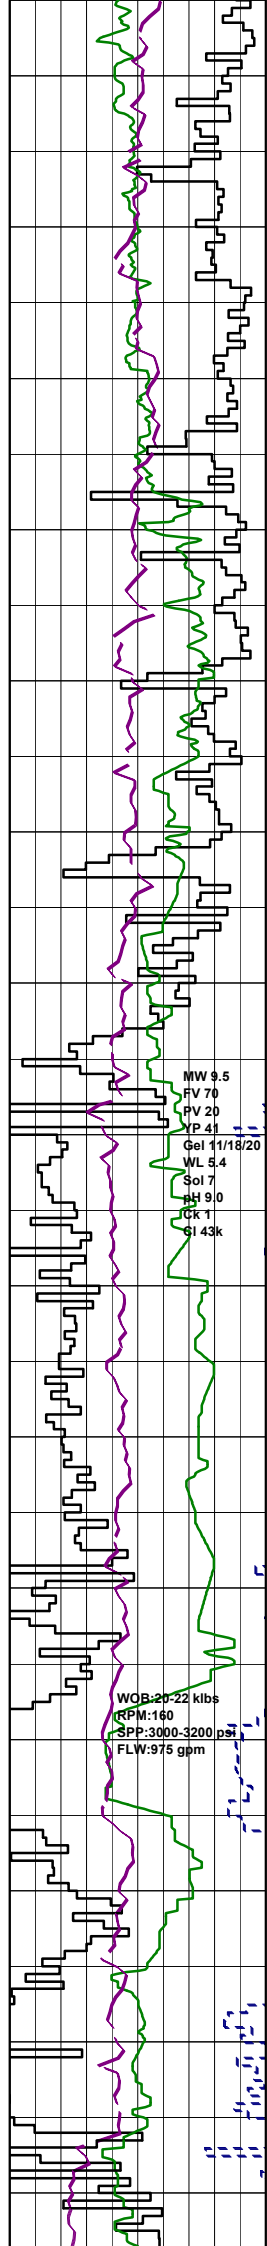 MW 9.5
FV 70
PV 20
YP 41
Gel 11/18/20
WL 5.4
Sol 7
pH 9.0
Ck 1
Cl 43k
WOB:20-22 klbs
RPM:160
SPP:3000-3200 psi
FLW:975 gpm